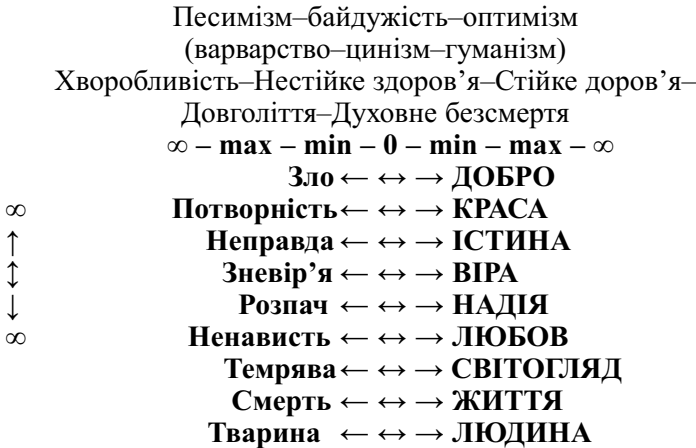 Песимізм–байдужість–оптимізм
(варварство–цинізм–гуманізм)
Хворобливість–Нестійке здоров’я–Стійке доров’я–
Довголіття–Духовне безсмертя
∞ – max – min – 0 – min – max – ∞
Зло ← ↔ → ДОБРО
∞ Потворність← ↔ → КРАСА
↑ Неправда ← ↔ → ІСТИНА
↕ Зневір’я ← ↔ → ВІРА
↓ Розпач ← ↔ → НАДІЯ
∞ Ненависть ← ↔ → ЛЮБОВ
Темрява ← ↔ → СВІТОГЛЯД
Смерть ← ↔ → ЖИТТЯ
Тварина ← ↔ → ЛЮДИНА